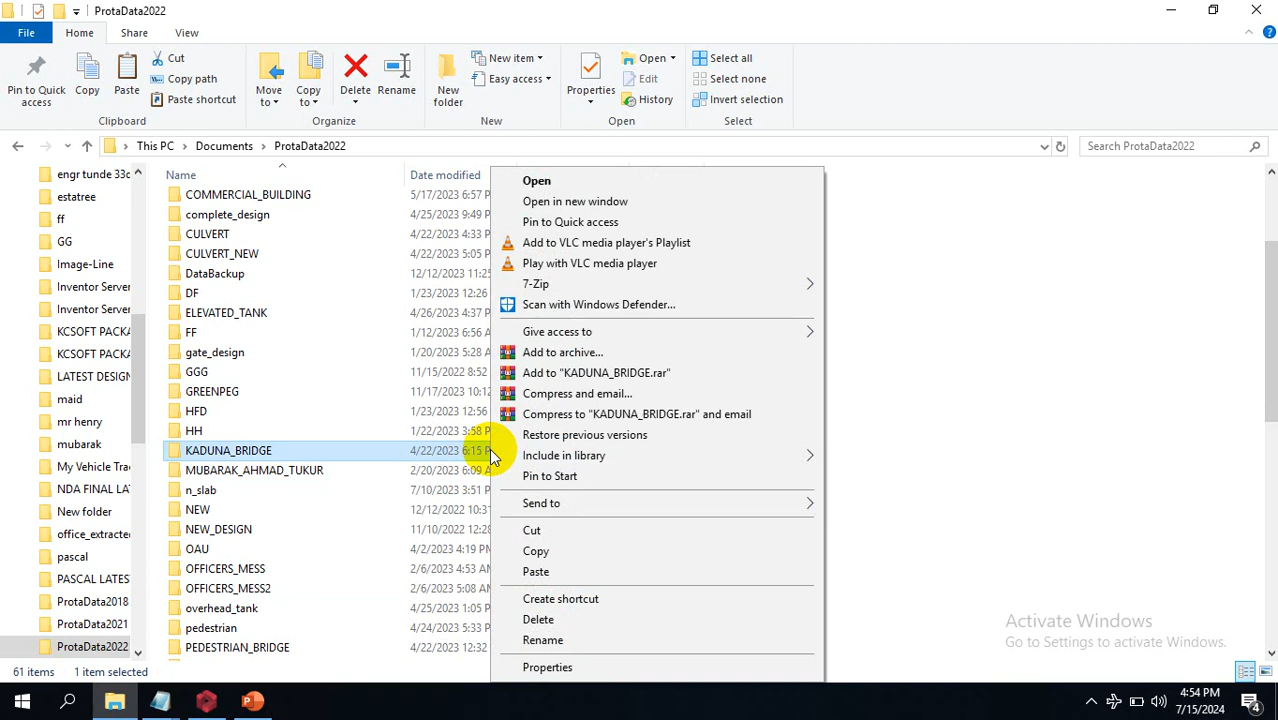 ProtaData2022
File Home Share View
Pin to Quick access
Copy
Paste
Cut
Copy path
Paste shortcut
Clipboard
Move to
Copy to
Delete
Rename
Organize
New folder
New item
Easy access
New
Properties
Open
Edit
History
Open
Select all
Select none
Invert selection
Select
This PC Documents ProtaData2022
Search ProtaData2022
engr tunde 33c
estatree
ff
GG
Image-Line
Inventor Server
Inventor Server
KCSOFT PACKA
KCSOFT PACKA
LATEST DESIGN
maid
mr henry
mubarak
My Vehicle Tra
NDA FINAL LAT
New folder
office_extracted
pascal
PASCAL LATEST
ProtaData2018
ProtaData2021
ProtaData2022
Name Date modified
COMMERCIAL_BUILDING 5/17/2023 6:57 P
complete_design 4/25/2023 9:49 P
CULVERT 4/22/2023 4:33 P
CULVERT_NEW 4/22/2023 5:05 P
DataBackup 12/12/2023 11:25
DF 1/23/2023 12:26
ELEVATED_TANK 4/26/2023 4:37 P
FF 1/12/2023 6:56 A
gate_design 1/20/2023 5:28 A
GGG 11/15/2022 8:52
GREENPEG 11/17/2023 10:12
HFD 1/23/2023 12:56
HH 1/22/2023 3:58 P
KADUNA_BRIDGE 4/22/2023 6:15 P
MUBARAK_AHMAD_TUKUR 2/20/2023 6:09 A
n_slab 7/10/2023 3:51 P
NEW 12/12/2022 10:31
NEW_DESIGN 11/10/2022 12:28
OAU 4/2/2023 4:19 PM
OFFICERS_MESS 2/6/2023 4:53 AM
OFFICERS_MESS2 2/6/2023 5:08 AM
overhead_tank 4/25/2023 1:05 P
pedestrian 4/24/2023 5:33 P
PEDESTRIAN_BRIDGE 4/22/2023 12:32
Open
Open in new window
Pin to Quick access
Add to VLC media player's Playlist
Play with VLC media player
7-Zip
Scan with Windows Defender...
Give access to
Add to archive...
Add to "KADUNA_BRIDGE.rar"
Compress and email...
Compress to "KADUNA_BRIDGE.rar" and email
Restore previous versions
Include in library
Pin to Start
Send to
Cut
Copy
Paste
Create shortcut
Delete
Rename
Properties
Activate Windows
Go to Settings to activate Windows.
61 items 1 item selected
4:54 PM
7/15/2024
4